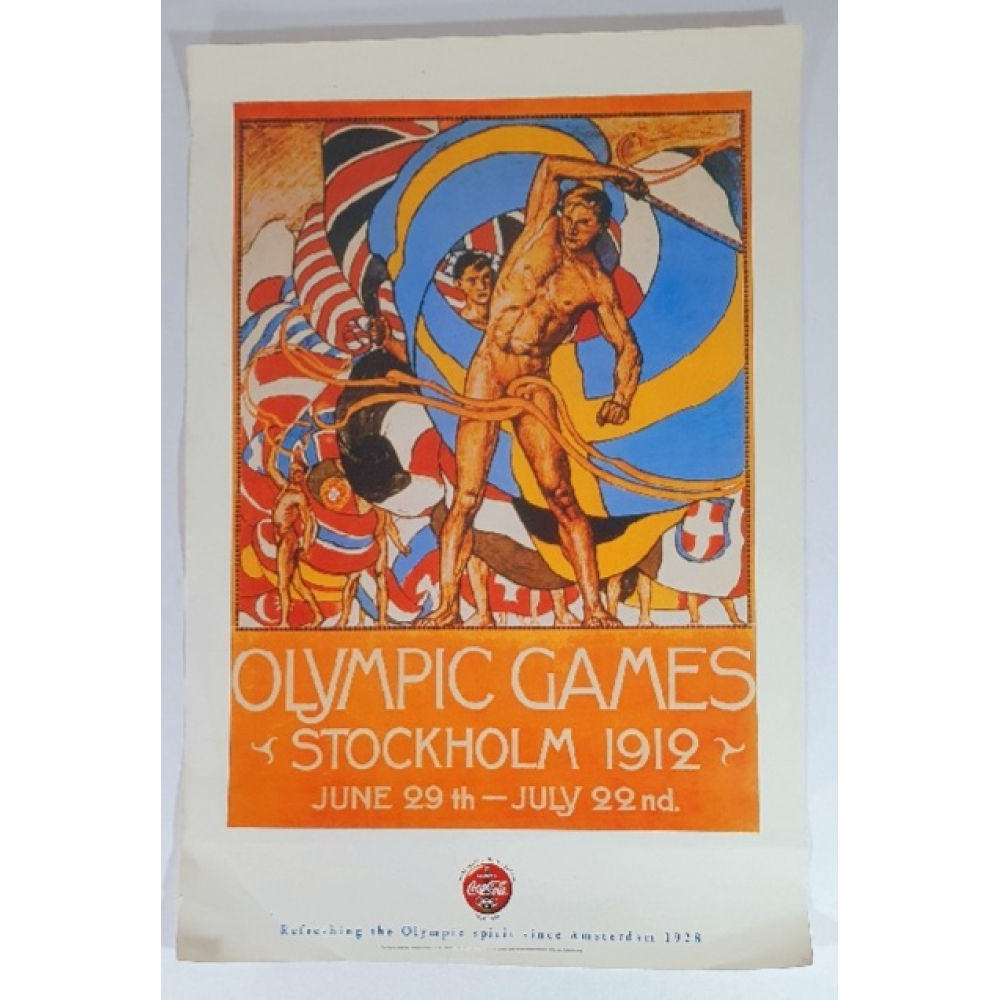 OLYMPIC GAMES
STOCKHOLM 1912
JUNE 29th — JULY 22nd.
Coca-Cola
Refreshing the Olympic spirit since Amsterdam 1928